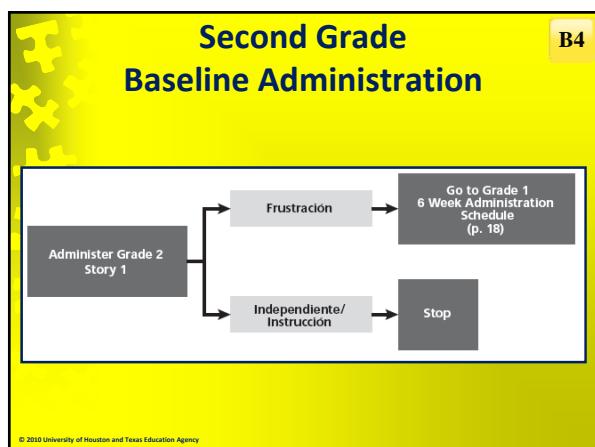 Second Grade
Baseline Administration
B4
Administer Grade 2
Story 1
Frustración
Go to Grade 1
6 Week Administration
Schedule
(p. 18)
Independiente/
Instrucción
Stop
© 2010 University of Houston and Texas Education Agency